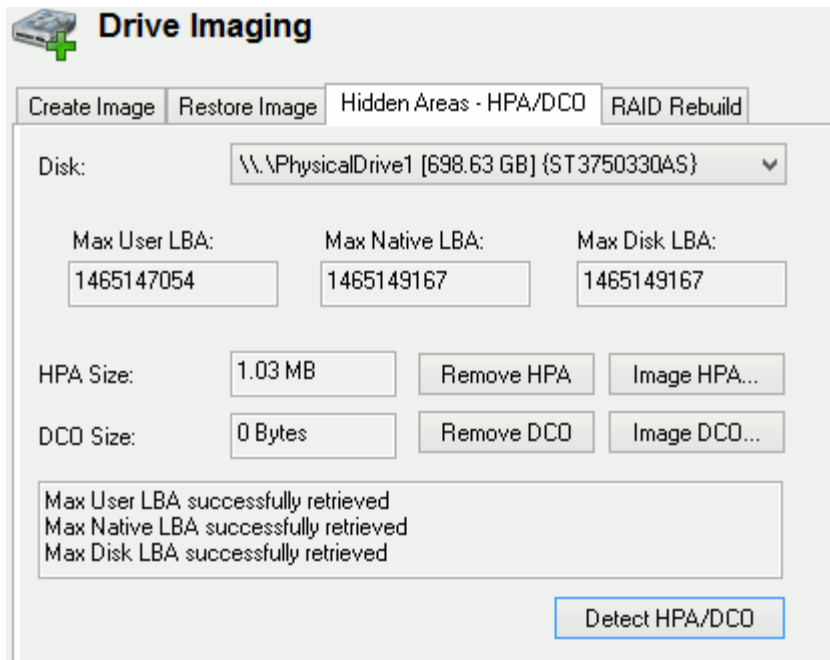 Drive Imaging
Create Image Restore Image Hidden Areas - HPA/DCO RAID Rebuild
Disk: \\.\PhysicalDrive1 [698.63 GB] {ST3750330AS}
Max User LBA: Max Native LBA: Max Disk LBA:
1465147054 1465149167 1465149167
HPA Size: 1.03 MB Remove HPA Image HPA...
DCO Size: 0 Bytes Remove DCO Image DCO...
Max User LBA successfully retrieved
Max Native LBA successfully retrieved
Max Disk LBA successfully retrieved
Detect HPA/DCO